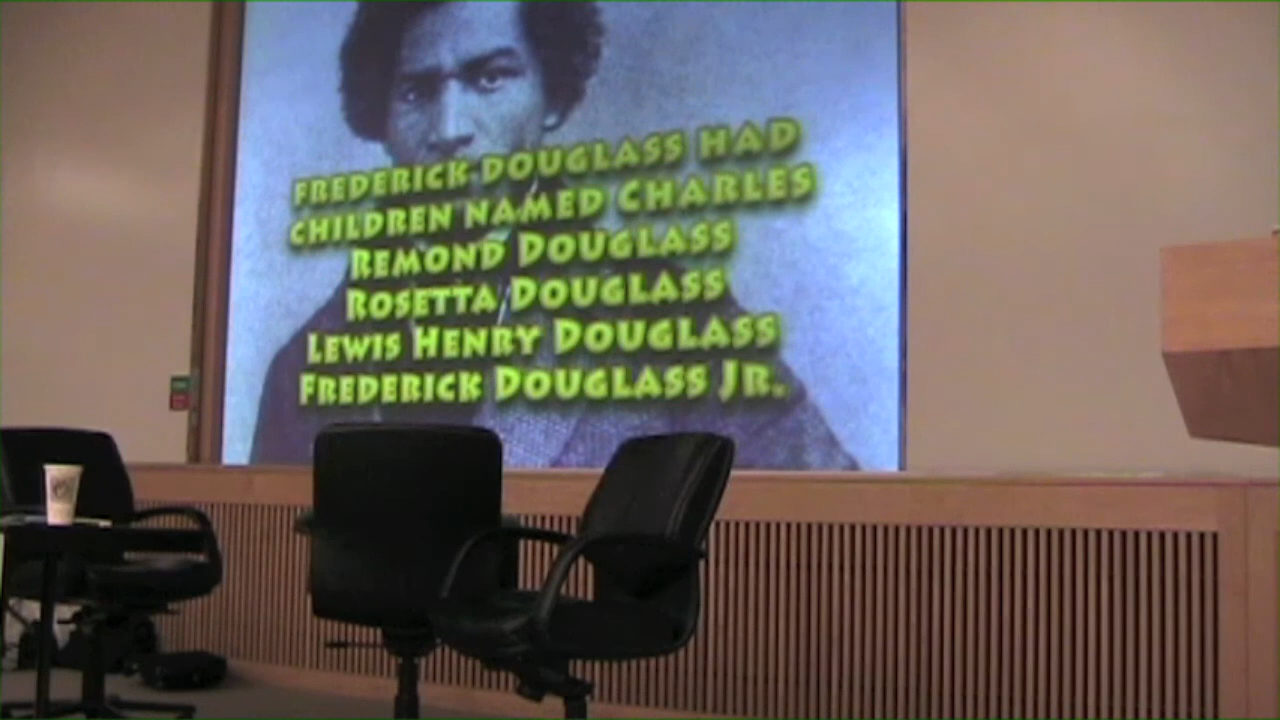 FREDERICK DOUGLASS HAD
CHILDREN NAMED CHARLES
REMOND DOUGLASS
ROSETTA DOUGLASS
LEWIS HENRY DOUGLASS
FREDERICK DOUGLASS JR.